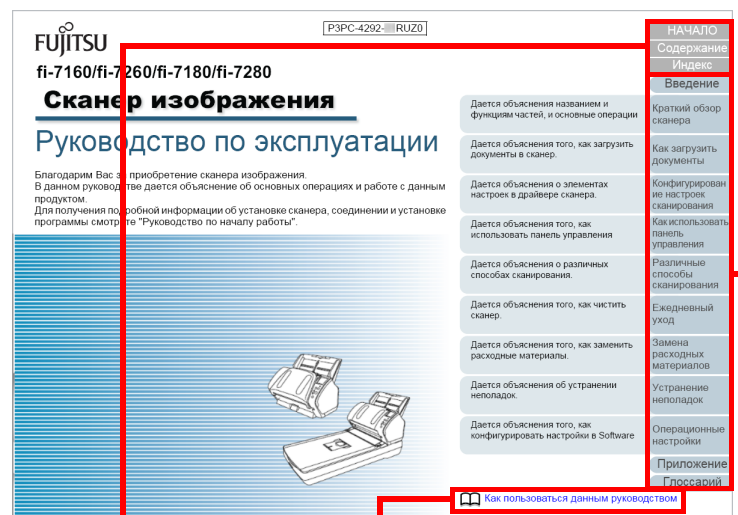 FUJITSU
P3PC-4292- RUZ0
fi-7160/fi-7260/fi-7180/fi-7280
Сканер изображения
Руководство по эксплуатации
Благодарим Вас за приобретение сканера изображения.
В данном руководстве дается объяснение об основных операциях и работе с данным
продуктом.
Для получения подробной информации об установке сканера, соединении и установке
программы смотрите "Руководство по началу работы".
НАЧАЛО
Содержание
Индекс
Введение
Дается объяснения названием и
функциям частей, и основные операции
Краткий обзор
сканера
Дается объяснения того, как загрузить
документы в сканер.
Как загрузить
документы
Дается объяснения о элементах
настроек в драйвере сканера.
Конфигурирован
ие настроек
сканирования
Дается объяснения того, как
использовать панель управления
Как использовать
панель
управления
Дается объяснения о различных
способах сканирования.
Различные
способы
сканирования
Дается объяснения того, как чистить
сканер.
Ежедневный
уход
Дается объяснения того, как заменить
расходные материалы.
Замена
расходных
материалов
Дается объяснения об устранении
неполадок.
Устранение
неполадок
Дается объяснения того, как
конфигурировать настройки в Software
Операционные
настройки
Приложение
Глоссарий
Как пользоваться данным руководством